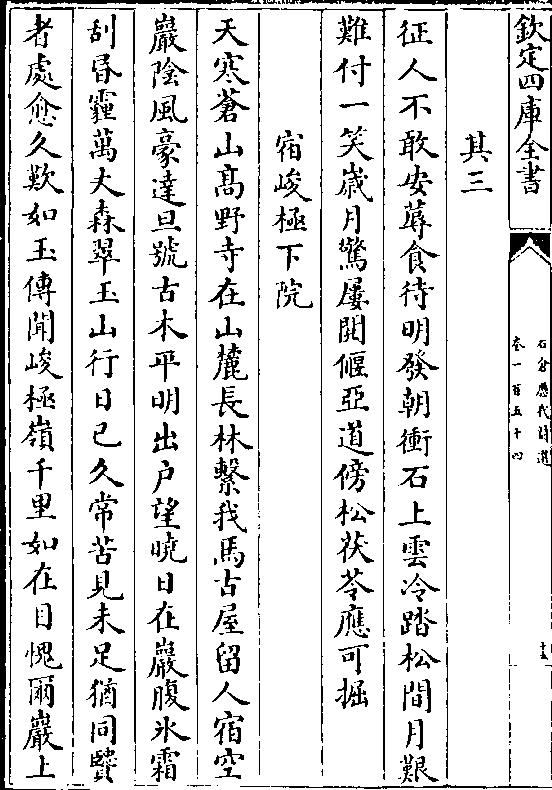 欽定四庫全書
石倉歷代詩選
卷一百五十四
其三
征人不敢安蓐食待明發朝衝石上雲冷踏松間月艱
難付一笑歲月驚屢閱偃亞道傍松茯苓應可掘
宿峻極下院
天寒蒼山髙野寺在山麓長林繫我馬古屋留人宿空
巖陰風豪達旦號古木平明出户望曉日在巖腹氷霜
刮昬霾萬丈森翠玉山行日已久常苦見未足猶同贒
者處愈久歎如玉傳聞峻極嶺千里如在目愧爾巖上